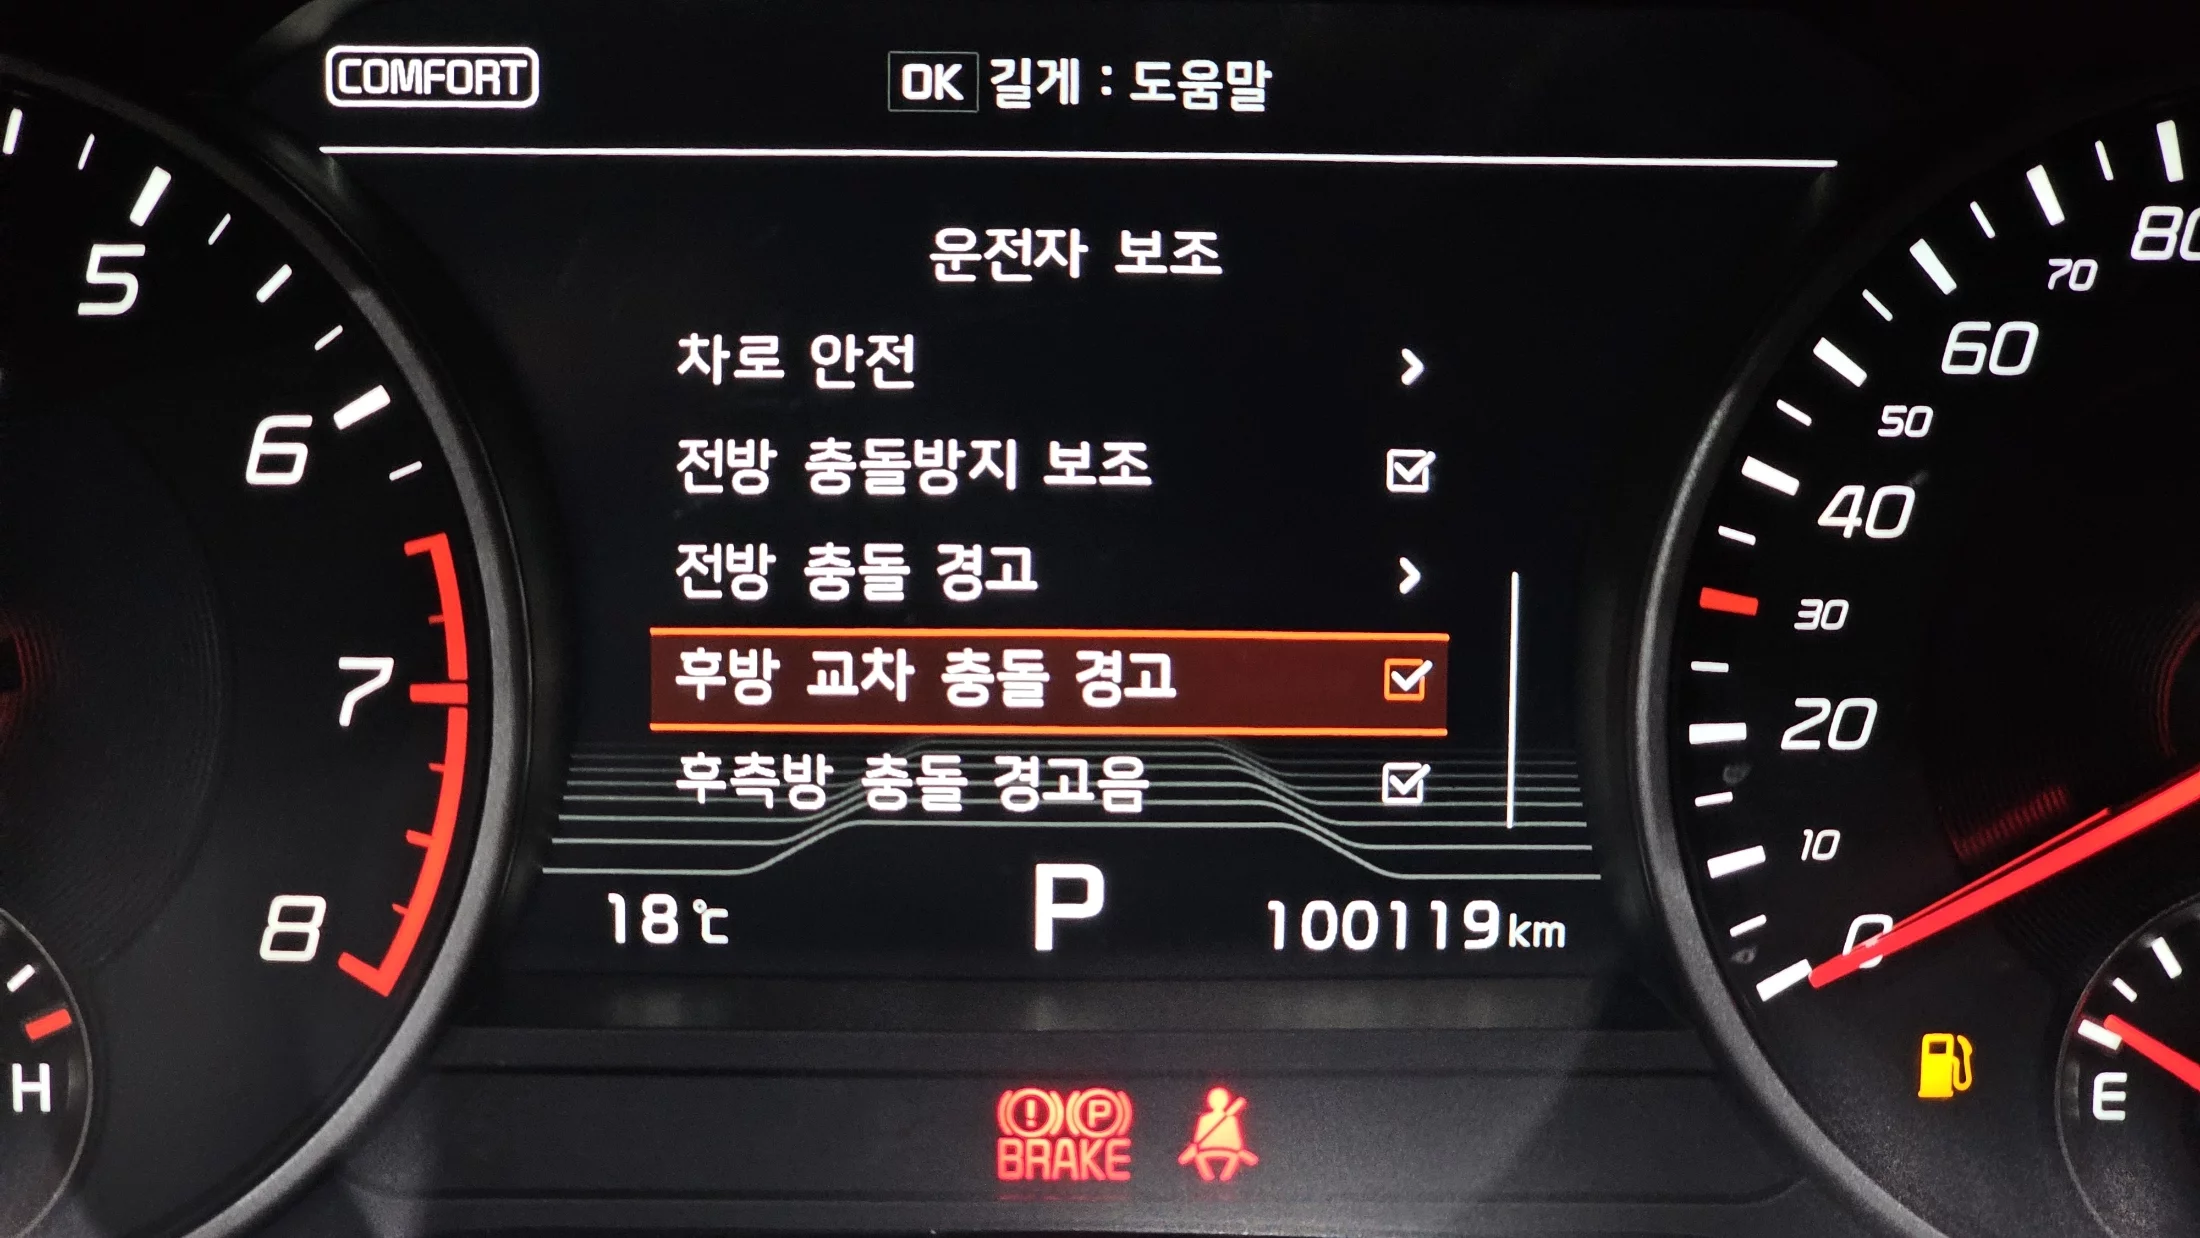 COMFORT
OK 길게 : 도움말
운전자 보조
차로 안전
전방 충돌방지 보조
전방 충돌 경고
후방 교차 충돌 경고
후측방 충돌 경고음
18℃ P 100119km
5
6
7
8
H
80
70
60
50
40
30
20
10
0
E
(!) (P)
BRAKE